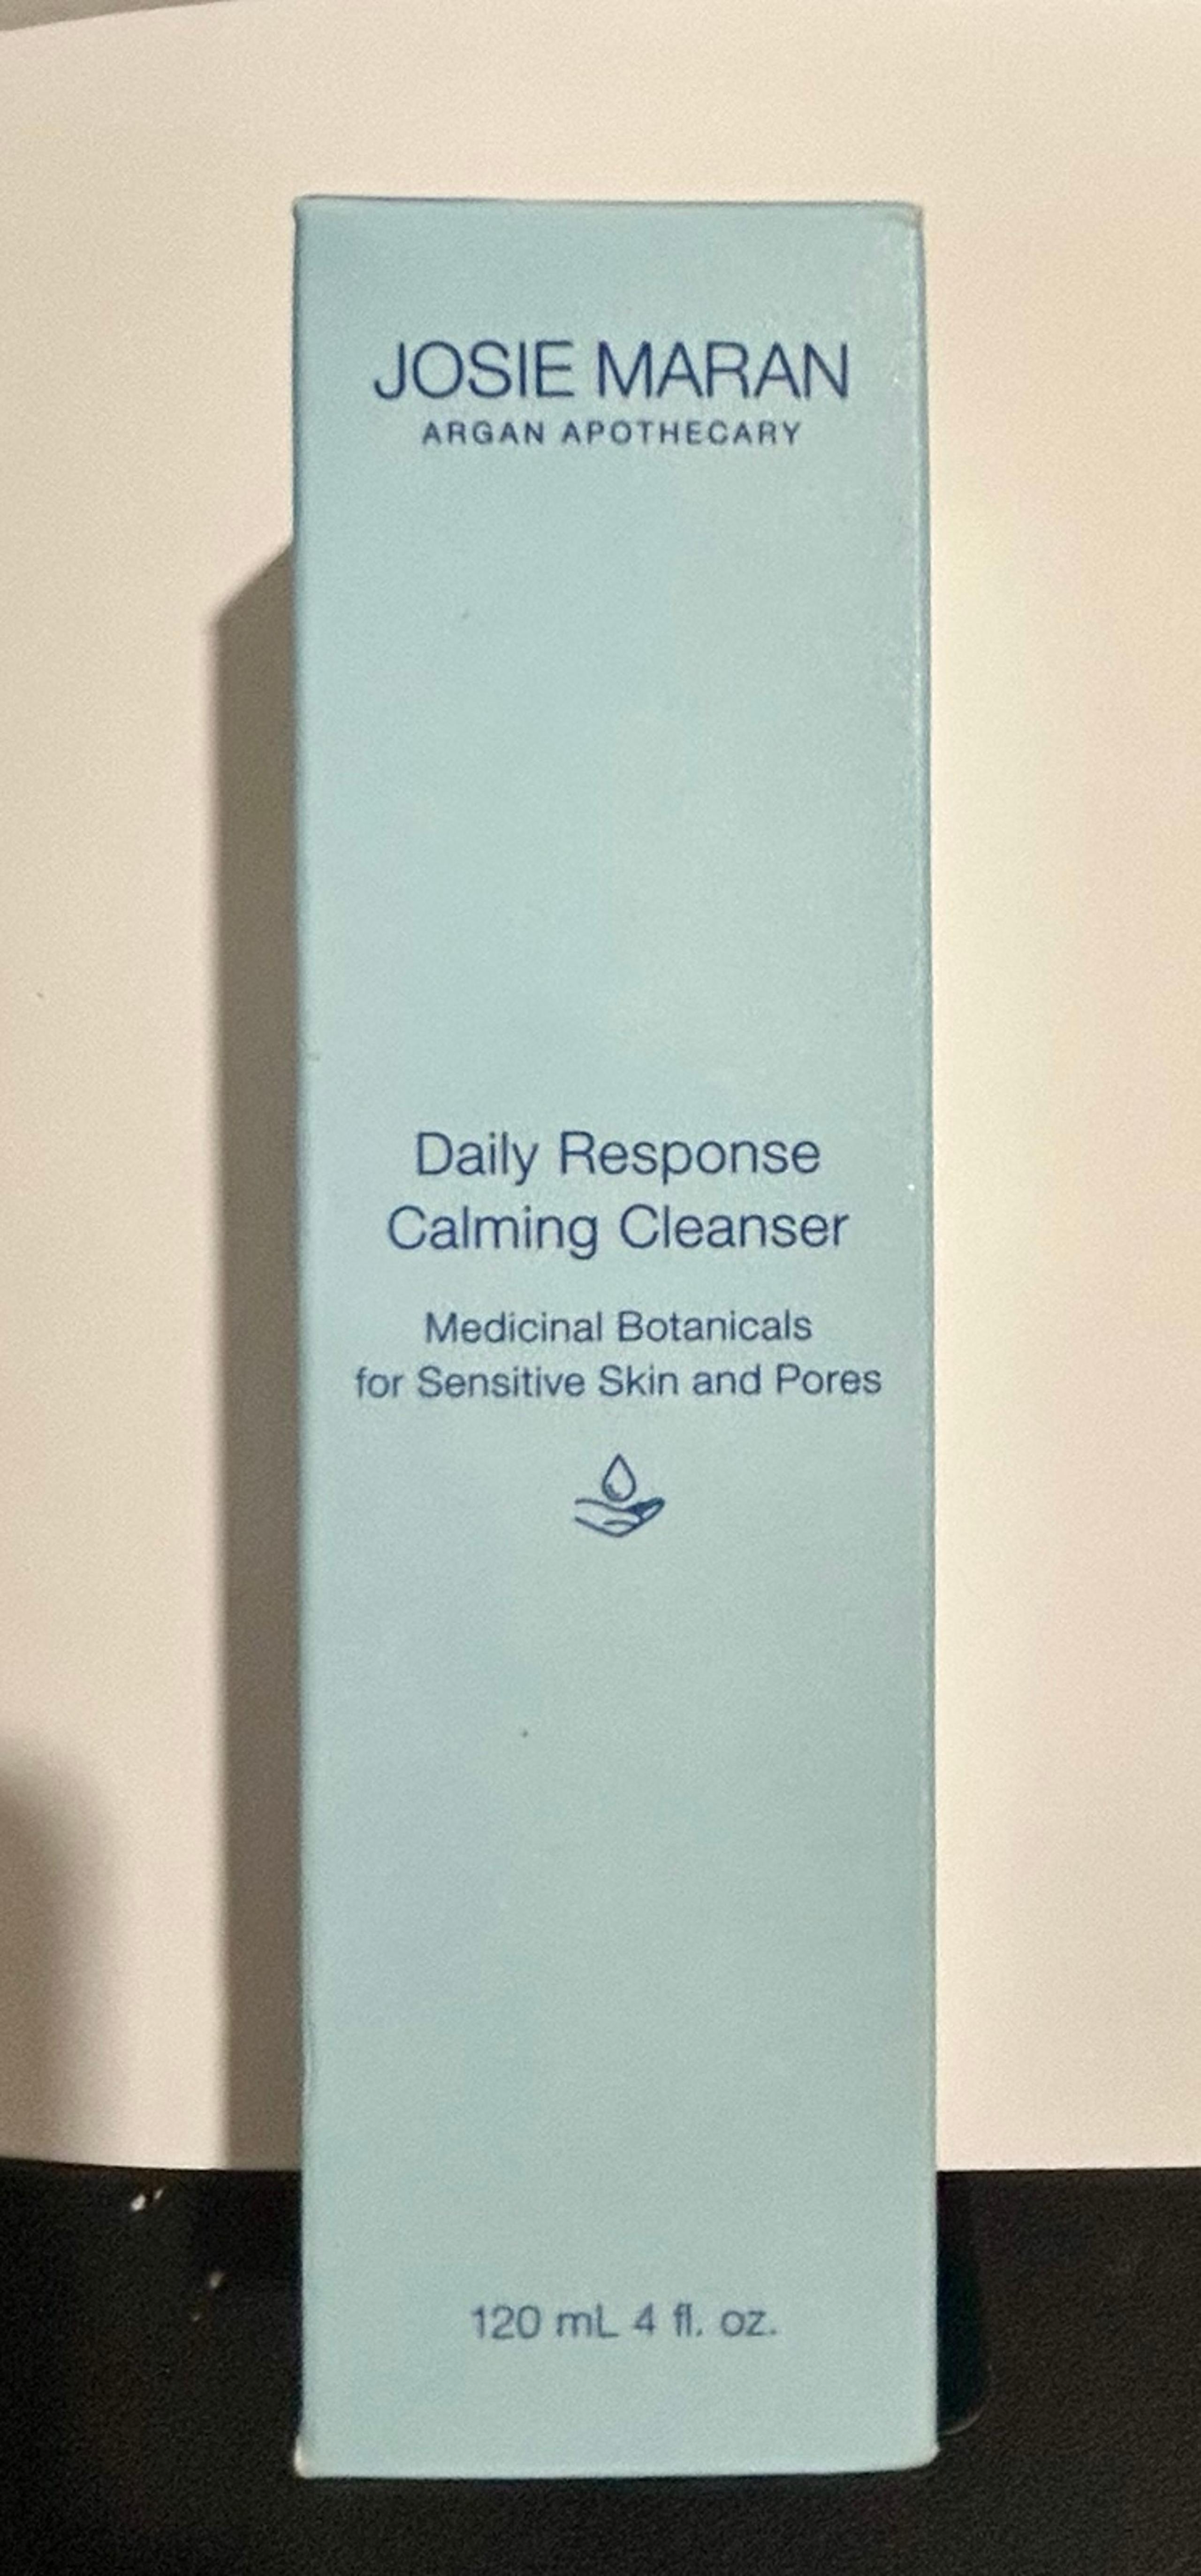 JOSIE MARAN
ARGAN APOTHECARY
Daily Response
Calming Cleanser
Medicinal Botanicals
for Sensitive Skin and Pores
120 mL 4 fl. oz.